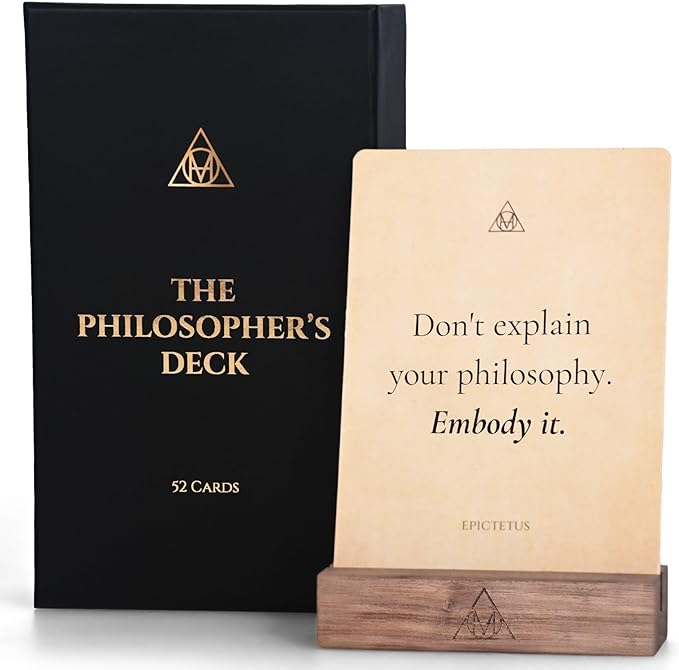 THE
PHILOSOPHER'S
DECK
52 CARDS
Don't explain
your philosophy.
Embody it.
EPICTETUS